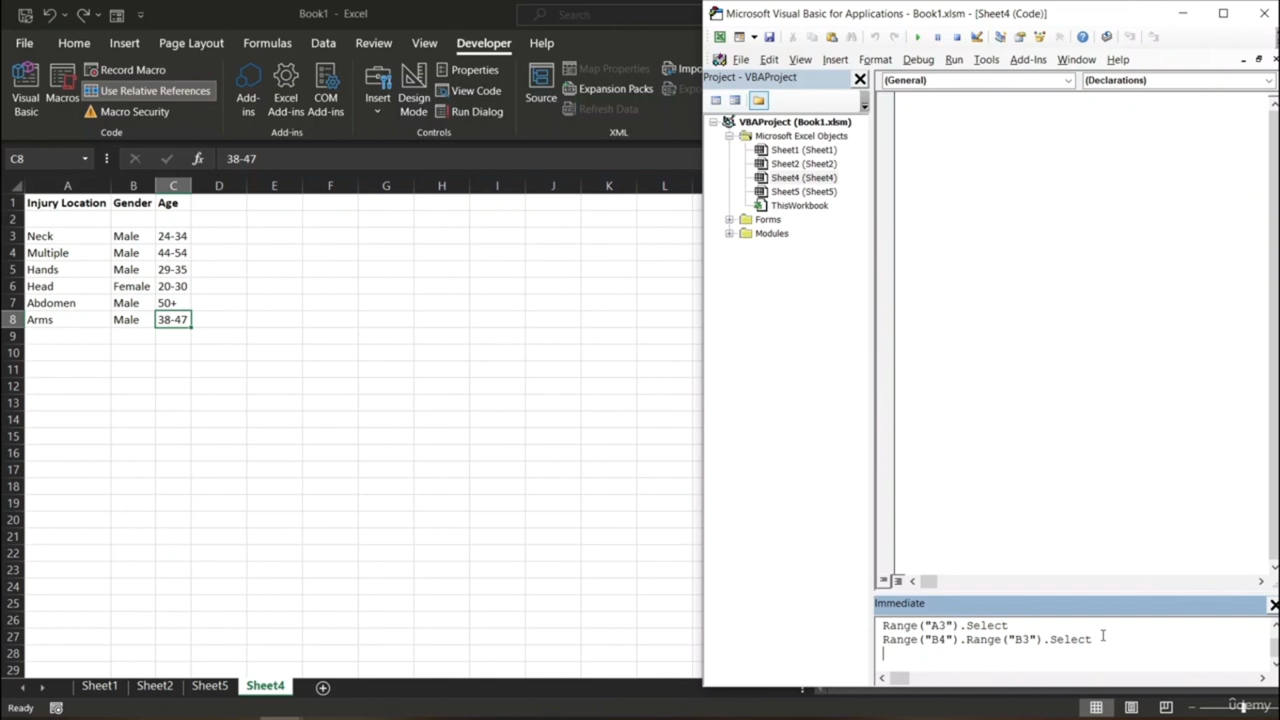 Book1 - Excel
Search
Insert
Page Layout
Formulas
Data
Review
View
Developer
Help
Visual
Basic
Macros
Record Macro
Use Relative References
Macro Security
Code
Add-
ins
Excel
Add-ins
COM
Add-ins
Add-ins
Insert
Design
Mode
Properties
View Code
Run Dialog
Controls
Source
Map Properties
Expansion Packs
Refresh Data
XML
C8
fx
38-47
A B C D E F G H I J K L
1 Injury Location Gender Age
2
3 Neck Male 24-34
4 Multiple Male 44-54
5 Hands Male 29-35
6 Head Female 20-30
7 Abdomen Male 50+
8 Arms Male 38-47
9
10
11
12
13
14
15
16
17
18
19
20
21
22
23
24
25
26
27
28
29
Sheet1
Sheet2
Sheet5
Sheet4
Ready
Microsoft Visual Basic for Applications - Book1.xlsm - [Sheet4 (Code)]
File Edit View Insert Format Debug Run Tools Add-Ins Window Help
Project - VBAProject
VBAProject (Book1.xlsm)
Microsoft Excel Objects
Sheet1 (Sheet1)
Sheet2 (Sheet2)
Sheet4 (Sheet4)
Sheet5 (Sheet5)
ThisWorkbook
Forms
Modules
(General)
(Declarations)
Immediate
Range("A3").Select
Range("B4").Range("B3").Select
udemy